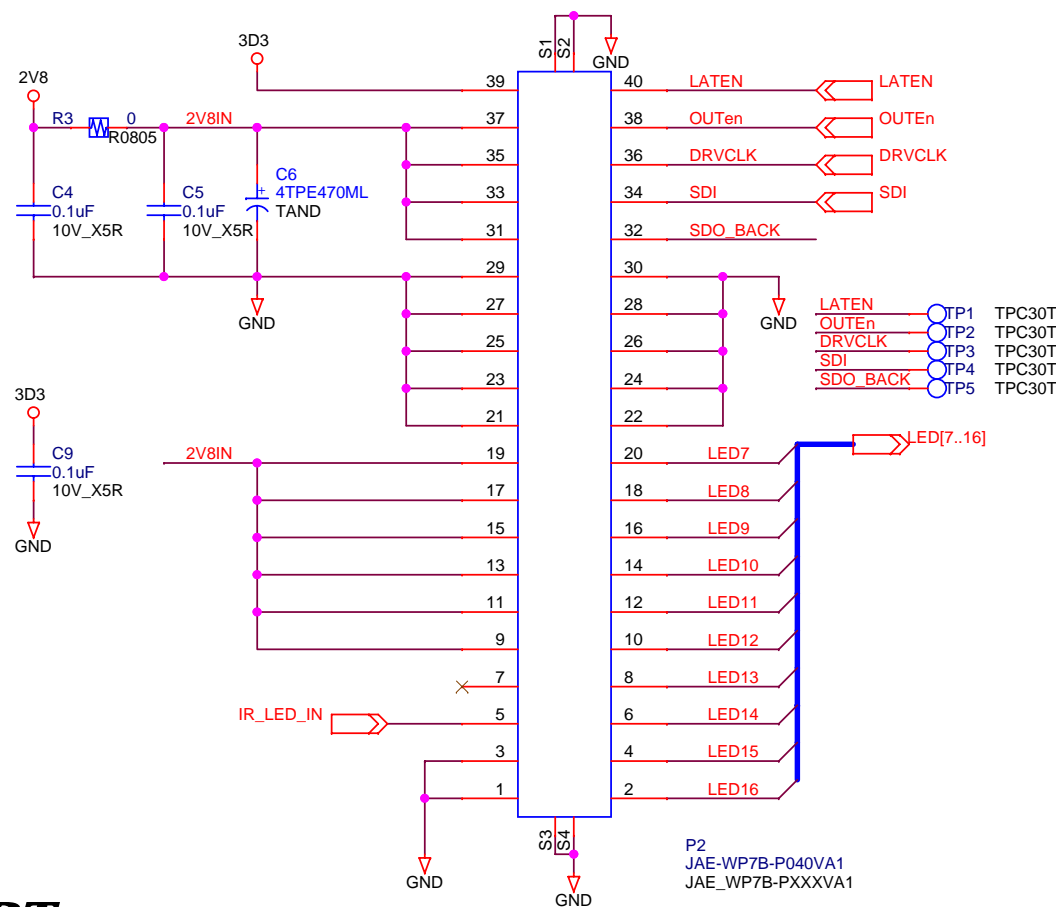 S1
S2
GND
3D3
39
40
LATEN
LATEN
2V8
R3
0
R0805
2V8IN
37
38
OUTen
OUTEn
35
36
DRVCLK
DRVCLK
C4
0.1uF
10V_X5R
C5
0.1uF
10V_X5R
C6
+
4TPE470ML
TAND
33
34
SDI
SDI
31
32
SDO_BACK
29
30
GND
GND
27
28
25
26
23
24
21
22
LATEN
TP1
TPC30T
OUTEn
TP2
TPC30T
DRVCLK
TP3
TPC30T
SDI
TP4
TPC30T
SDO_BACK
TP5
TPC30T
3D3
C9
0.1uF
10V_X5R
GND
LED[7..16]
2V8IN
19
20
LED7
17
18
LED8
15
16
LED9
13
14
LED10
11
12
LED11
9
10
LED12
7
8
LED13
IR_LED_IN
5
6
LED14
3
4
LED15
1
2
LED16
GND
S3
S4
GND
P2
JAE-WP7B-P040VA1
JAE_WP7B-PXXXVA1